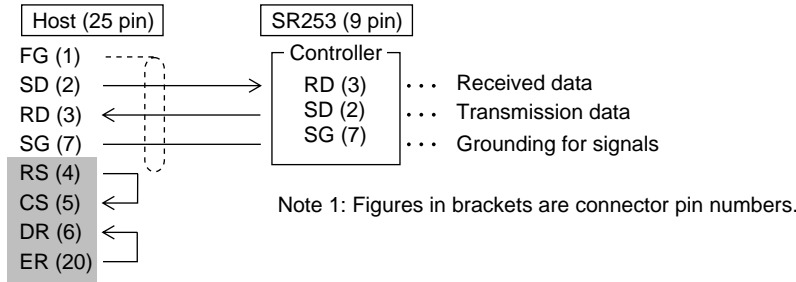 Host (25 pin) SR253 (9 pin)
FG (1) Controller
SD (2) RD (3) ··· Received data
RD (3) SD (2) ··· Transmission data
SG (7) SG (7) ··· Grounding for signals
RS (4)
CS (5) Note 1: Figures in brackets are connector pin numbers.
DR (6)
ER (20)